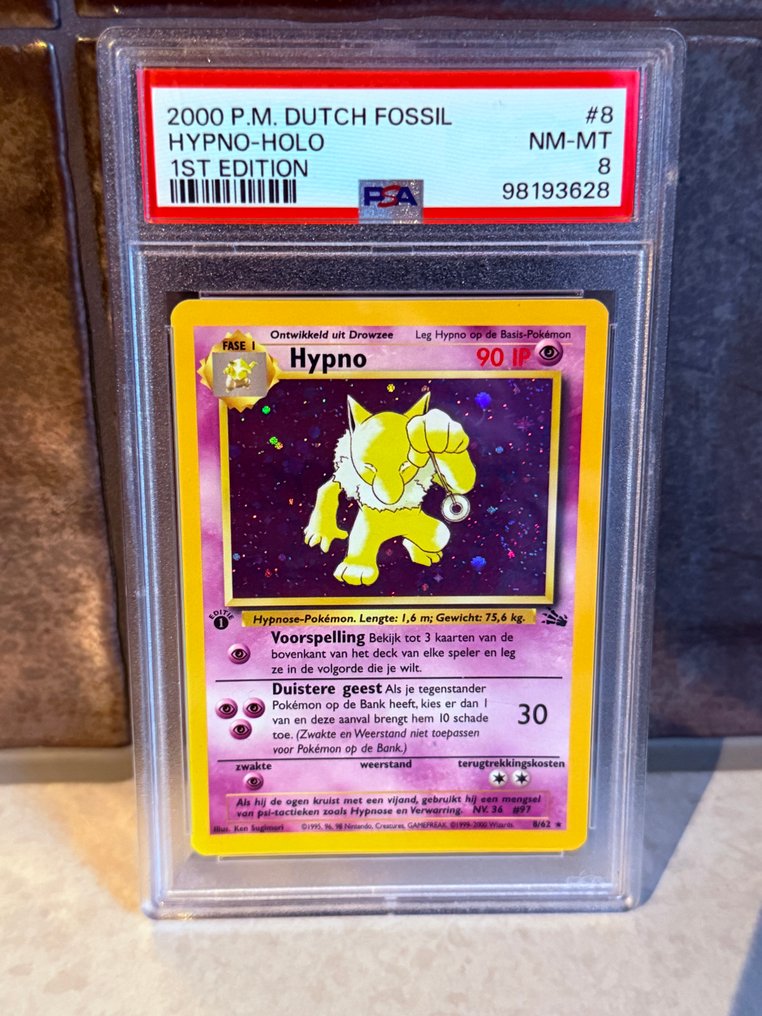 2000 P.M. DUTCH FOSSIL #8
HYPNO-HOLO NM-MT
1ST EDITION 8
PSA 98193628
Ontwikkeld uit Drowzee Leg Hypno op de Basis-Pokémon
FASE 1
Hypno 90 IP
EDITIE
1
Hypnose-Pokémon. Lengte: 1,6 m; Gewicht: 75,6 kg.
Voorspelling Bekijk tot 3 kaarten van de
bovenkant van het deck van elke speler en leg
ze in de volgorde die je wilt.
Duistere geest Als je tegenstander
Pokémon op de Bank heeft, kies er dan 1
van en deze aanval brengt hem 10 schade
toe. (Zwakte en Weerstand niet toepassen
voor Pokémon op de Bank.)
30
zwakte weerstand terugtrekkingskosten
Als hij de ogen kruist met een vijand, gebruikt hij een mengsel
van psi-tactieken zoals Hypnose en Verwarring. NV. 36 #97
Illus. Ken Sugimori ©1995, 96, 98 Nintendo, Creatures, GAMEFREAK. ©1999-2000 Wizards. 8/62 ★